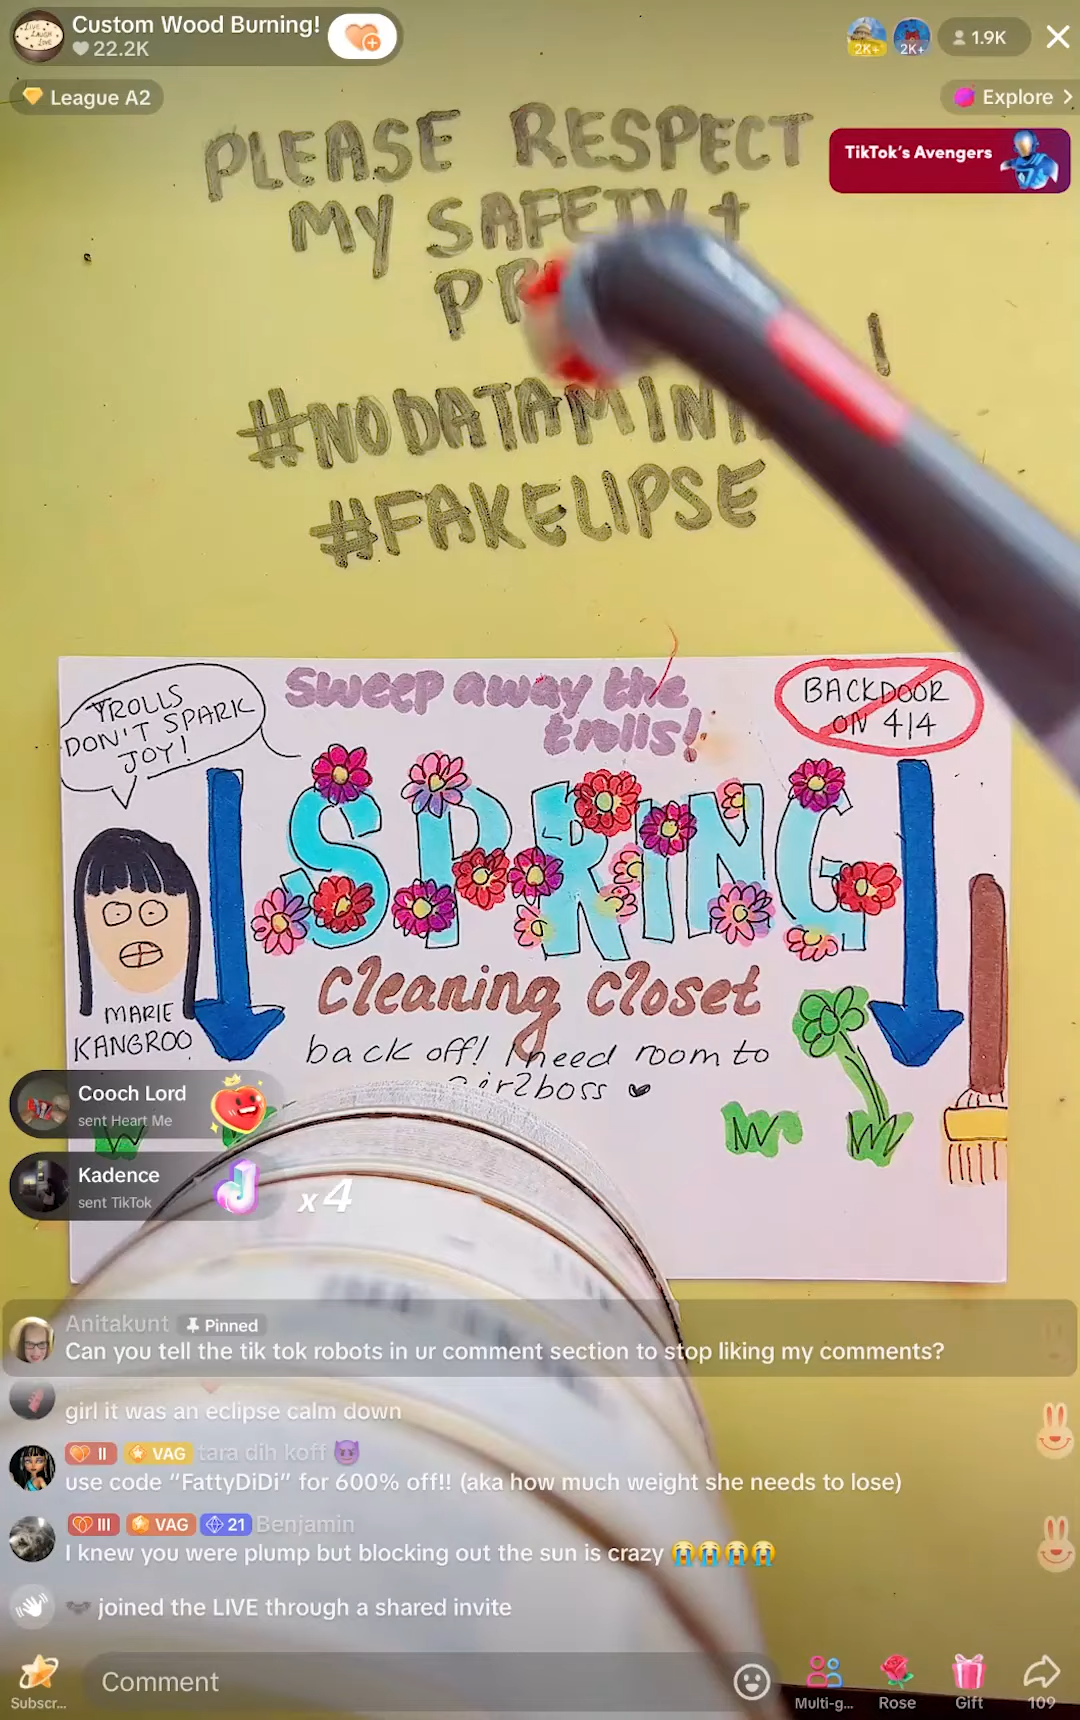 Custom Wood Burning!
22.2K
2K+
2K+
1.9K
League A2
Explore
TikTok's Avengers
PLEASE RESPECT
MY SAFETY +
!
#NODATAMIN
#FAKELIPSE
TROLLS
DON'T SPARK
JOY!
Sweep away the
trolls!
BACKDOOR
ON 414
SPRING
cleaning closet
back off! I need room to
girlboss
MARIE
KANGROO
Cooch Lord
sent Heart Me
Kadence
sent TikTok
x4
Anitakunt Pinned
Can you tell the tik tok robots in ur comment section to stop liking my comments?
girl it was an eclipse calm down
II VAG tara dih koff 😈
use code “FattyDiDi” for 600% off!! (aka how much weight she needs to lose)
III VAG 21 Benjamin
I knew you were plump but blocking out the sun is crazy 😭😭😭😭
joined the LIVE through a shared invite
Comment
Subscr...
Multi-g...
Rose
Gift
109